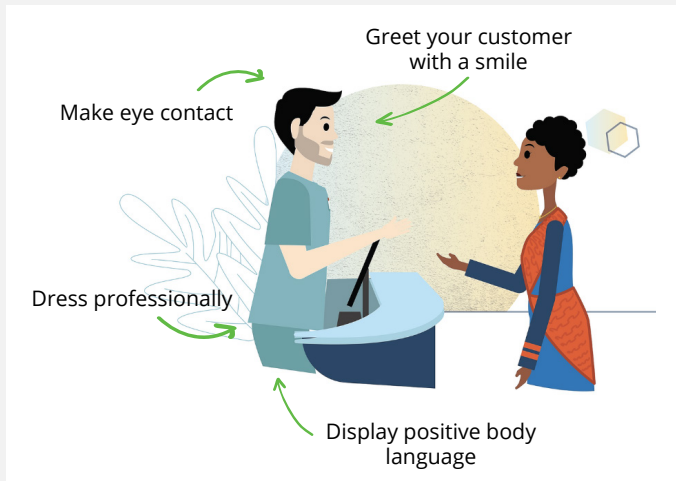 Greet your customer
with a smile
Make eye contact
Dress professionally
Display positive body
language